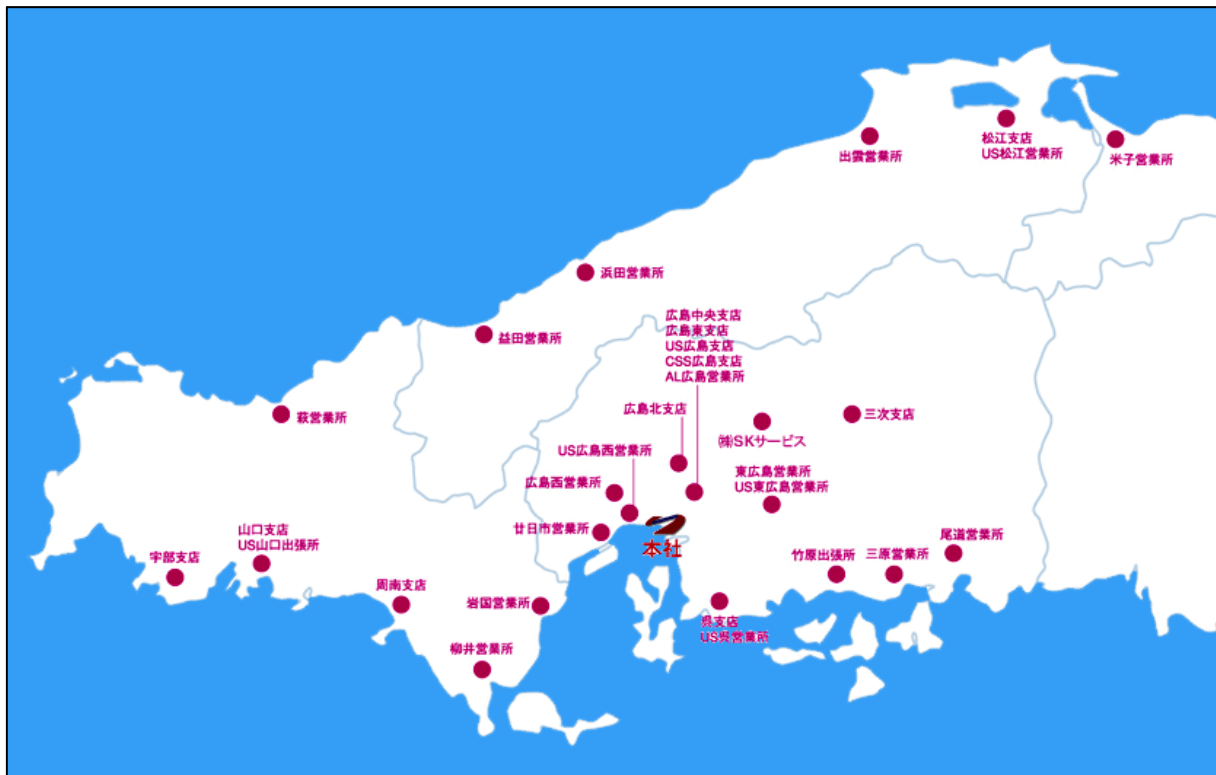 松江支店
US松江営業所
出雲営業所
米子営業所
浜田営業所
益田営業所
広島中央支店
広島東支店
US広島支店
CSS広島支店
AL広島営業所
広島北支店
萩営業所
三次支店
㈱SKサービス
US広島西営業所
広島西営業所
東広島営業所
US東広島営業所
廿日市営業所
本社
山口支店
US山口出張所
宇部支店
尾道営業所
竹原出張所
三原営業所
周南支店
岩国営業所
呉支店
US呉営業所
柳井営業所